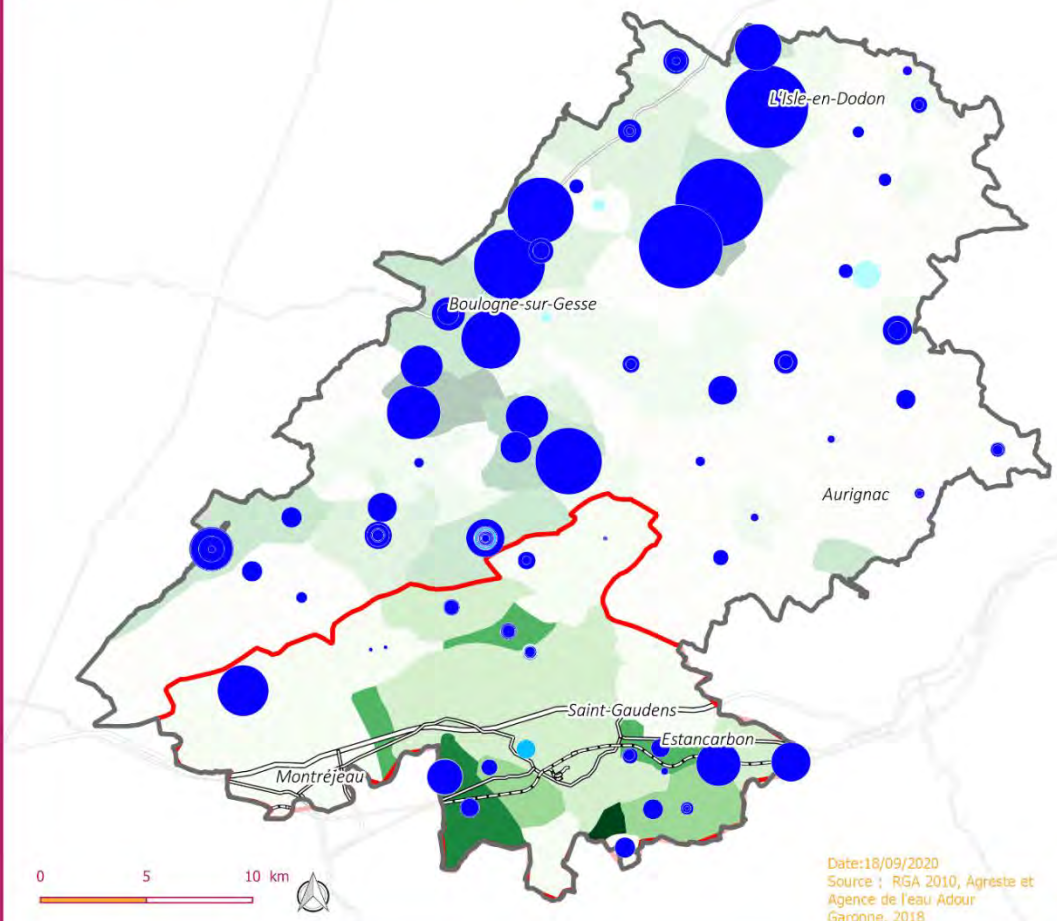 L'Isle-en-Dodon
Boulogne-sur-Gesse
Aurignac
Saint-Gaudens
Estancarbon
Montréjeau
0 5 10 km
Date:18/09/2020
Source : RGA 2010, Agreste et
Agence de l'eau Adour
Garonne, 2018